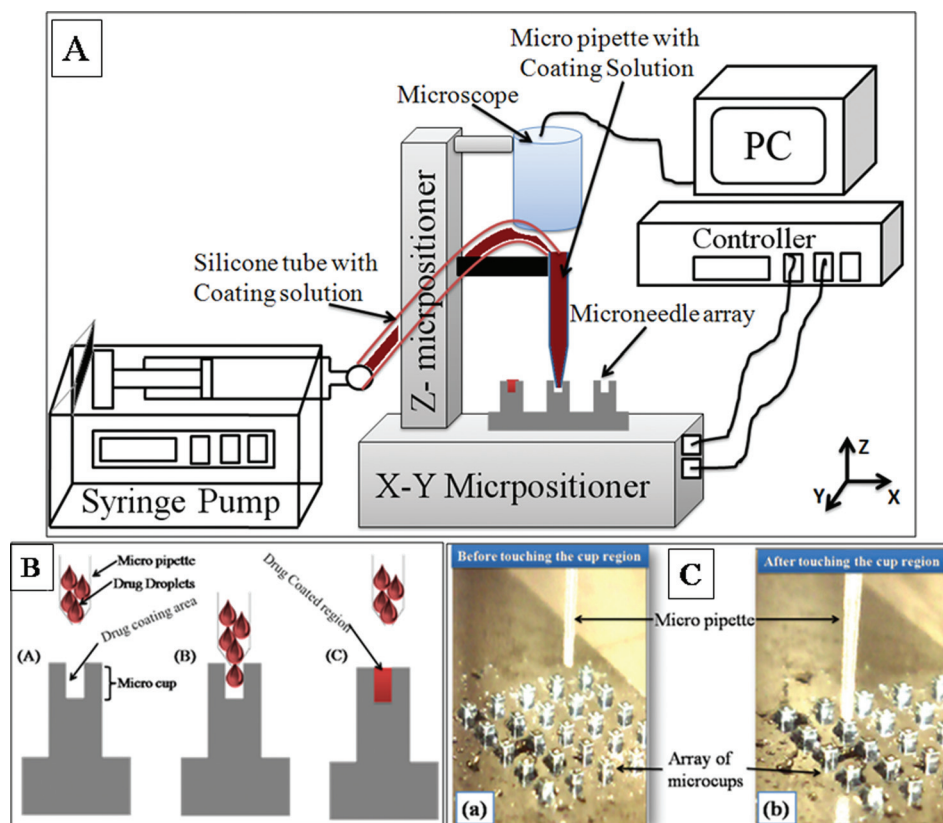 A
Micro pipette with
Coating Solution
Microscope
PC
Z- micrpositioner
Controller
Silicone tube with
Coating solution
Microneedle array
Syringe Pump
X-Y Micrpositioner
Z
Y
X
B
Micro pipette
Drug Droplets
Drug coating area
Drug Coated region
(A)
(B)
(C)
Micro cup
Before touching the cup region
C
After touching the cup region
Micro pipette
Array of
microcups
(a)
(b)